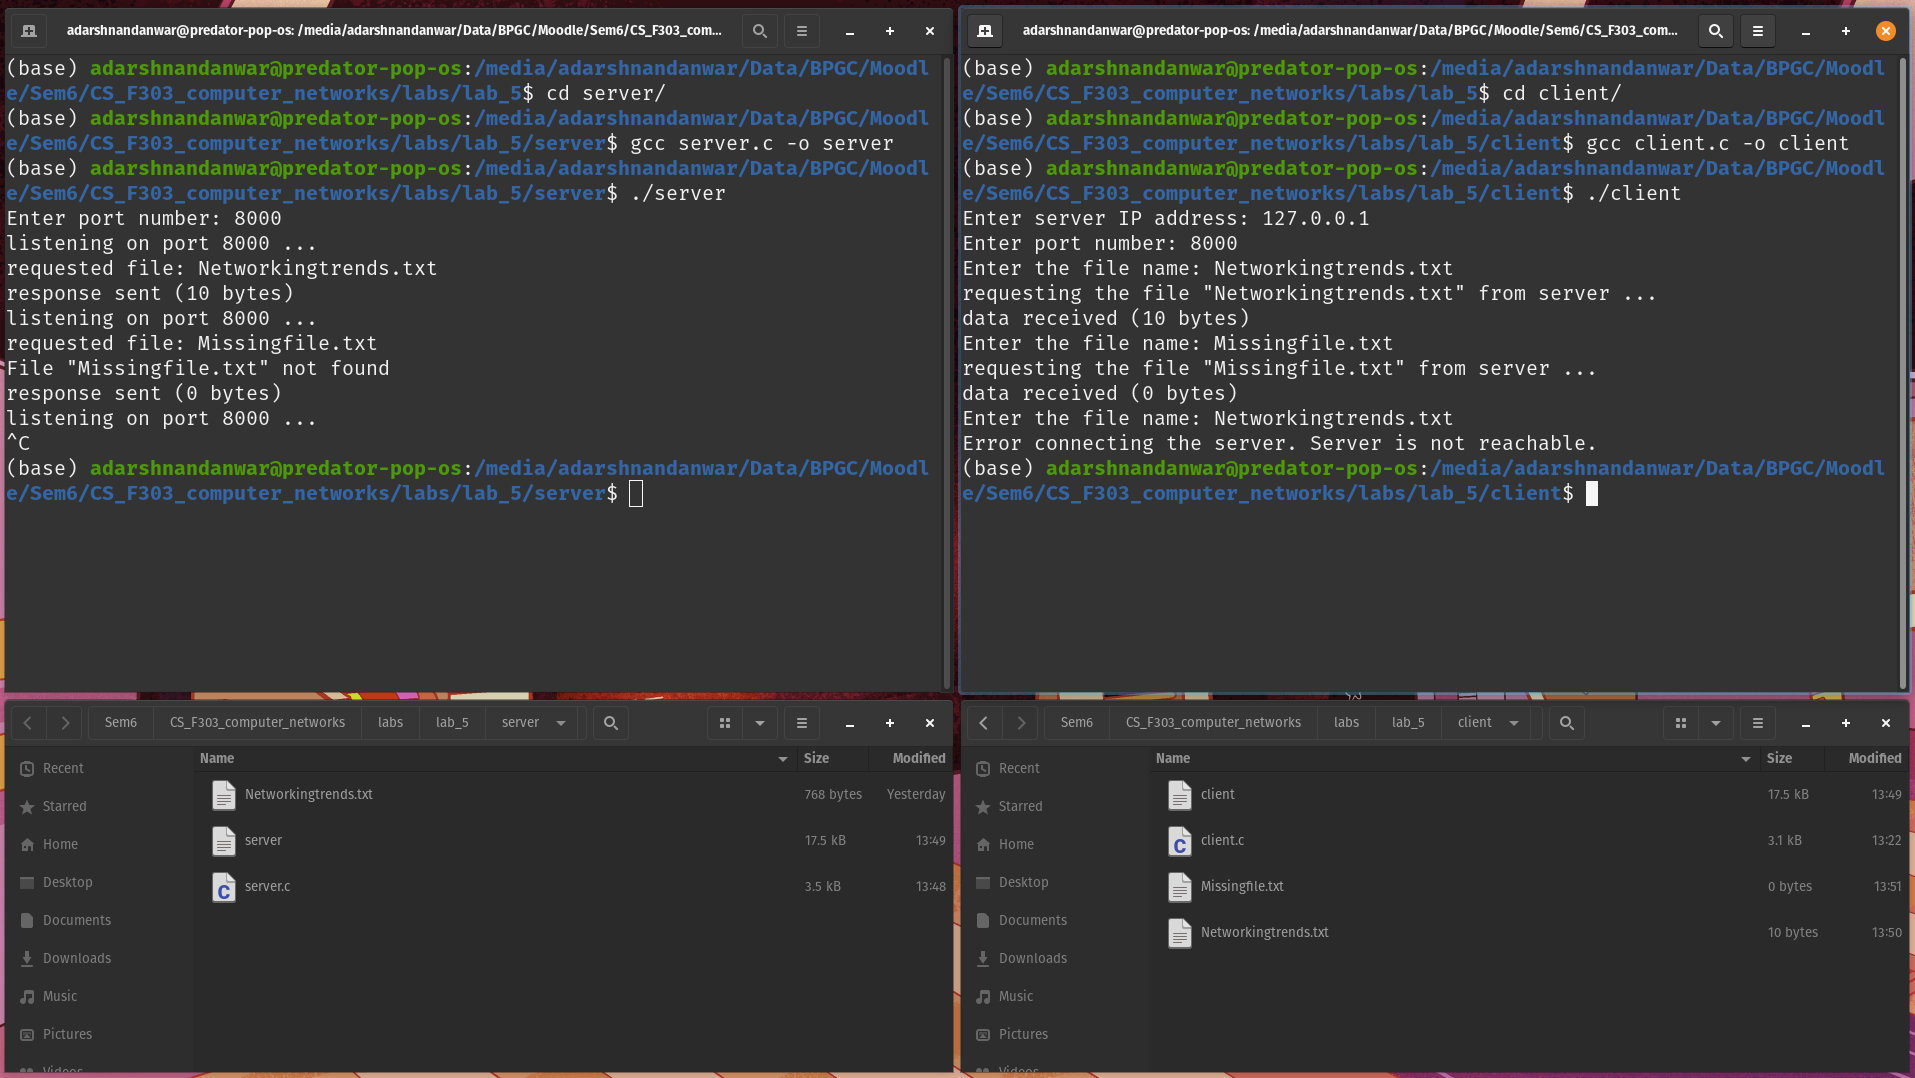 adarshnandanwar@predator-pop-os: /media/adarshnandanwar/Data/BPGC/Moodle/Sem6/CS_F303_com...
(base) adarshnandanwar@predator-pop-os:/media/adarshnandanwar/Data/BPGC/Moodl
e/Sem6/CS_F303_computer_networks/labs/lab_5$ cd server/
(base) adarshnandanwar@predator-pop-os:/media/adarshnandanwar/Data/BPGC/Moodl
e/Sem6/CS_F303_computer_networks/labs/lab_5/server$ gcc server.c -o server
(base) adarshnandanwar@predator-pop-os:/media/adarshnandanwar/Data/BPGC/Moodl
e/Sem6/CS_F303_computer_networks/labs/lab_5/server$ ./server
Enter port number: 8000
listening on port 8000 ...
requested file: Networkingtrends.txt
response sent (10 bytes)
listening on port 8000 ...
requested file: Missingfile.txt
File "Missingfile.txt" not found
response sent (0 bytes)
listening on port 8000 ...
^C
(base) adarshnandanwar@predator-pop-os:/media/adarshnandanwar/Data/BPGC/Moodl
e/Sem6/CS_F303_computer_networks/labs/lab_5/server$
adarshnandanwar@predator-pop-os: /media/adarshnandanwar/Data/BPGC/Moodle/Sem6/CS_F303_com...
(base) adarshnandanwar@predator-pop-os:/media/adarshnandanwar/Data/BPGC/Moodl
e/Sem6/CS_F303_computer_networks/labs/lab_5$ cd client/
(base) adarshnandanwar@predator-pop-os:/media/adarshnandanwar/Data/BPGC/Moodl
e/Sem6/CS_F303_computer_networks/labs/lab_5/client$ gcc client.c -o client
(base) adarshnandanwar@predator-pop-os:/media/adarshnandanwar/Data/BPGC/Moodl
e/Sem6/CS_F303_computer_networks/labs/lab_5/client$ ./client
Enter server IP address: 127.0.0.1
Enter port number: 8000
Enter the file name: Networkingtrends.txt
requesting the file "Networkingtrends.txt" from server ...
data received (10 bytes)
Enter the file name: Missingfile.txt
requesting the file "Missingfile.txt" from server ...
data received (0 bytes)
Enter the file name: Networkingtrends.txt
Error connecting the server. Server is not reachable.
(base) adarshnandanwar@predator-pop-os:/media/adarshnandanwar/Data/BPGC/Moodl
e/Sem6/CS_F303_computer_networks/labs/lab_5/client$
Sem6 CS_F303_computer_networks labs lab_5 server
Recent
Starred
Home
Desktop
Documents
Downloads
Music
Pictures
Videos
Name Size Modified
Networkingtrends.txt 768 bytes Yesterday
server 17.5 kB 13:49
server.c 3.5 kB 13:48
Sem6 CS_F303_computer_networks labs lab_5 client
Recent
Starred
Home
Desktop
Documents
Downloads
Music
Pictures
Videos
Name Size Modified
client 17.5 kB 13:49
client.c 3.1 kB 13:22
Missingfile.txt 0 bytes 13:51
Networkingtrends.txt 10 bytes 13:50